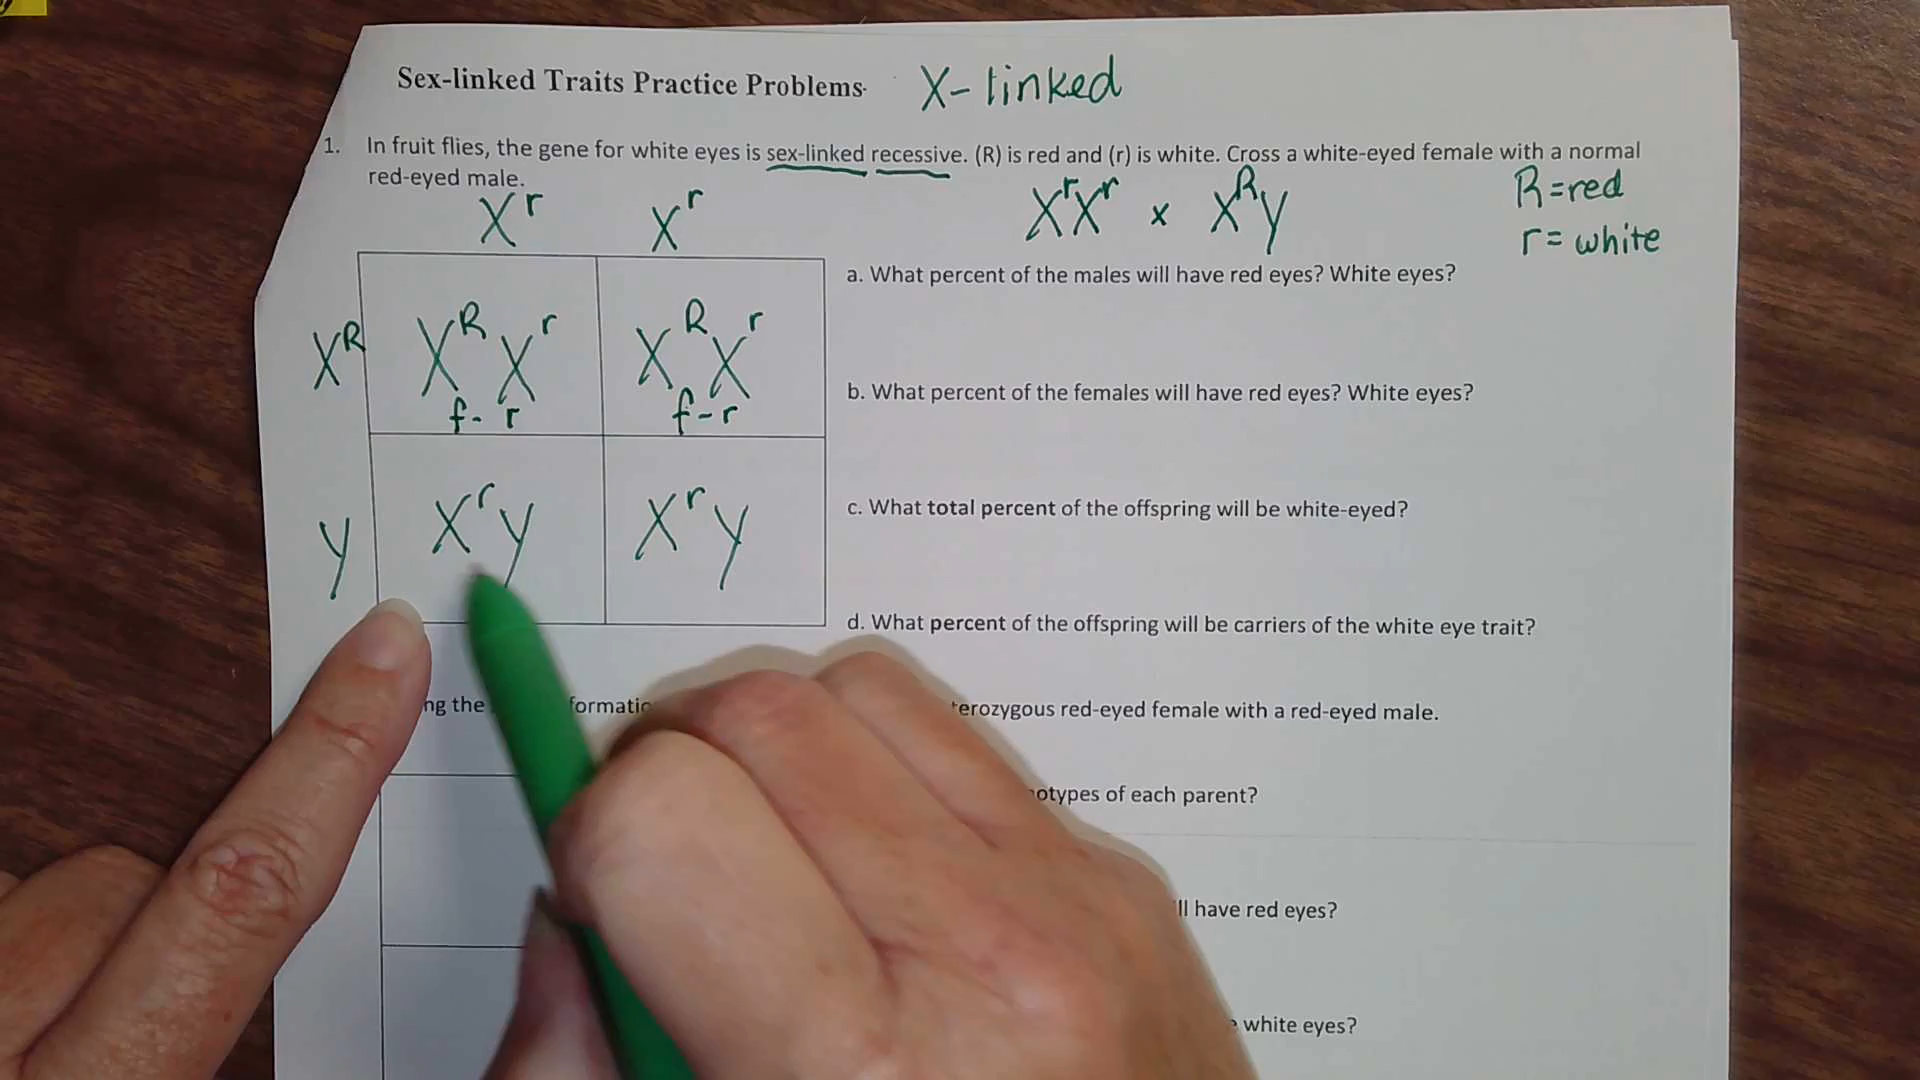 Sex-linked Traits Practice Problems- X-linked
1. In fruit flies, the gene for white eyes is sex-linked recessive. (R) is red and (r) is white. Cross a white-eyed female with a normal
red-eyed male.
X^r X^r
X^rX^r x X^Ry
R=red
r=white
a. What percent of the males will have red eyes? White eyes?
X^R
X^R X^r
X^R X^r
f-r
f-r
b. What percent of the females will have red eyes? White eyes?
y
X^r y
X^r y
c. What total percent of the offspring will be white-eyed?
d. What percent of the offspring will be carriers of the white eye trait?
the red-eyed female with a red-eyed male.
of each parent?
have red eyes?
white eyes?